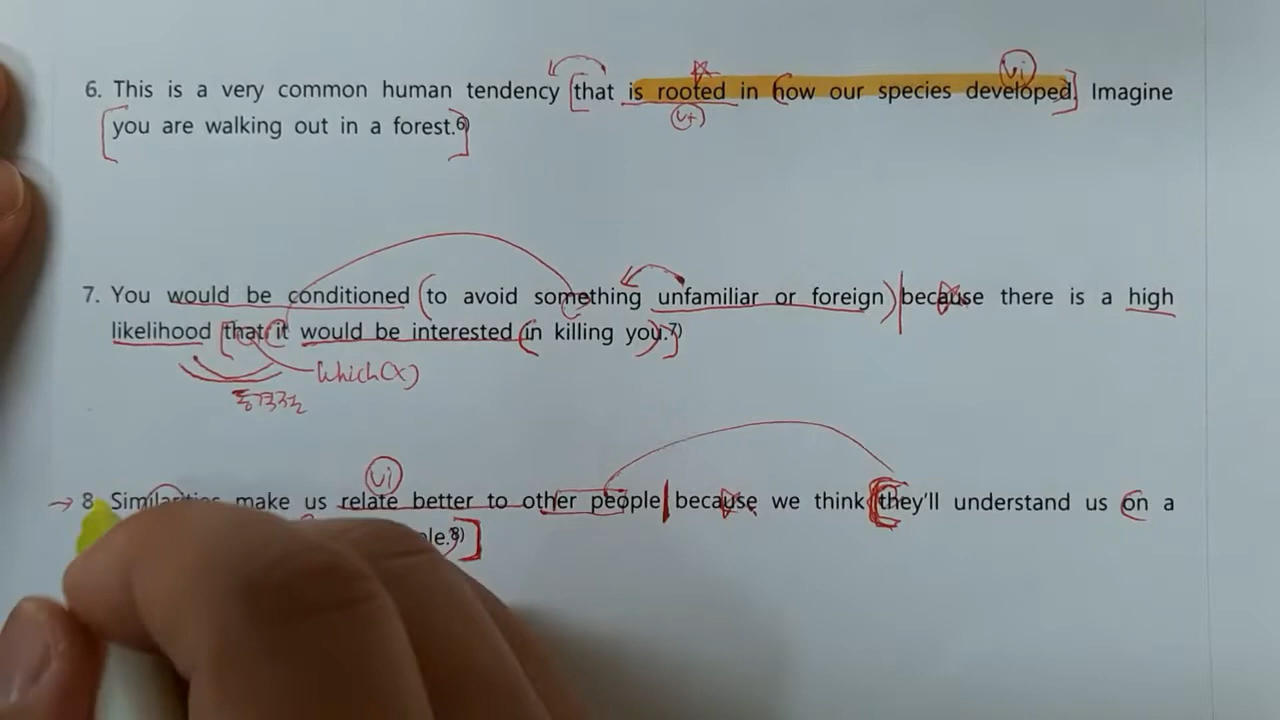 6. This is a very common human tendency that is rooted in how our species developed. Imagine
you are walking out in a forest.6)
7. You would be conditioned to avoid something unfamiliar or foreign because there is a high
likelihood that it would be interested in killing you.7)
8. Similarities make us relate better to other people because we think they'll understand us on a
8)
vi
vt
which(x)
동격절
vi